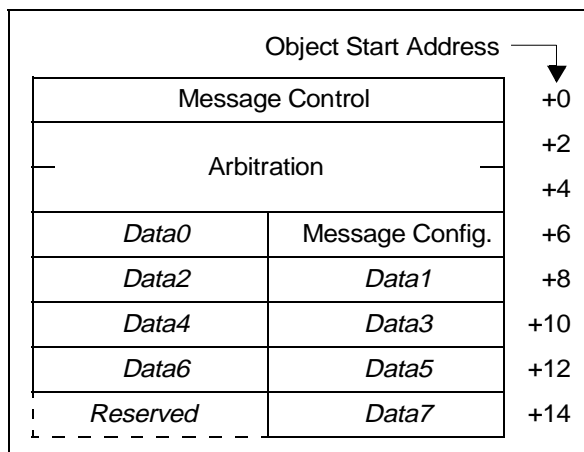 Object Start Address
Message Control +0
+2
Arbitration
+4
Data0 Message Config. +6
Data2 Data1 +8
Data4 Data3 +10
Data6 Data5 +12
Reserved Data7 +14